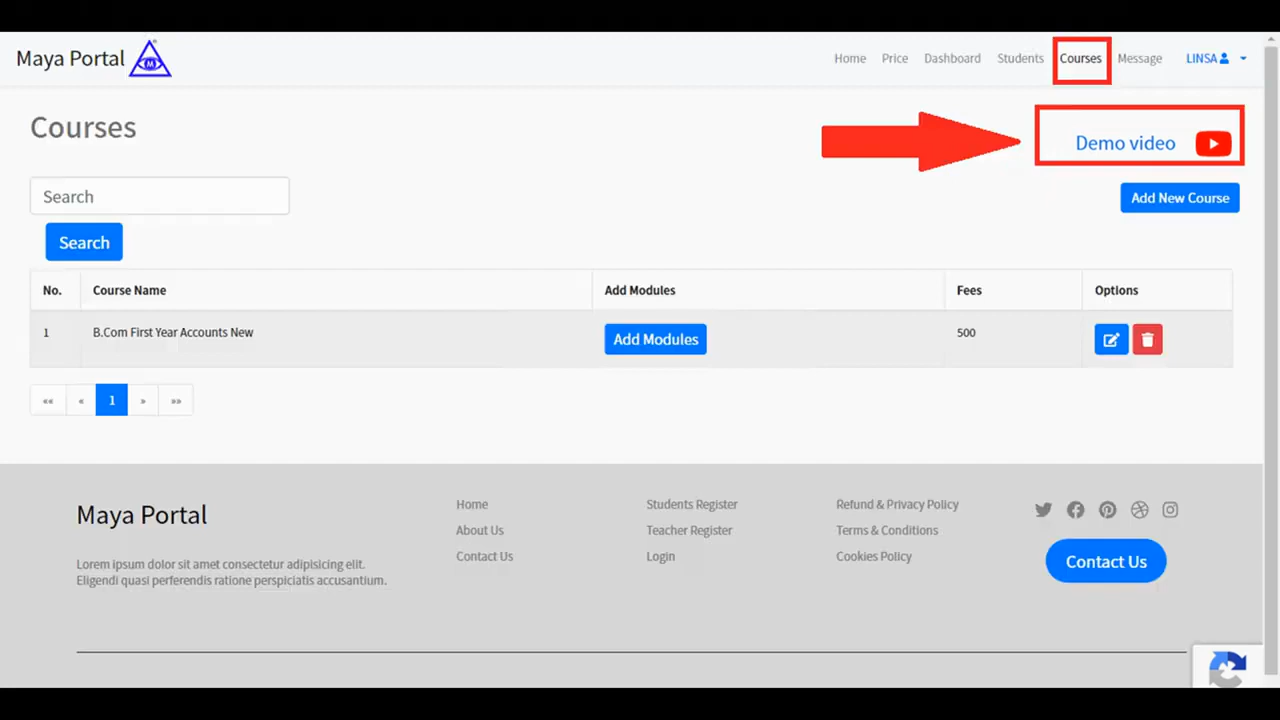 Maya Portal
Home Price Dashboard Students Courses Message LINSA
Courses
Demo video
Search
Add New Course
Search
No. Course Name Add Modules Fees Options
1 B.Com First Year Accounts New Add Modules 500
«« « 1 » »»
Maya Portal
Lorem ipsum dolor sit amet consectetur adipisicing elit.
Eligendi quasi perferendis ratione perspiciatis accusantium.
Home
About Us
Contact Us
Students Register
Teacher Register
Login
Refund & Privacy Policy
Terms & Conditions
Cookies Policy
Contact Us